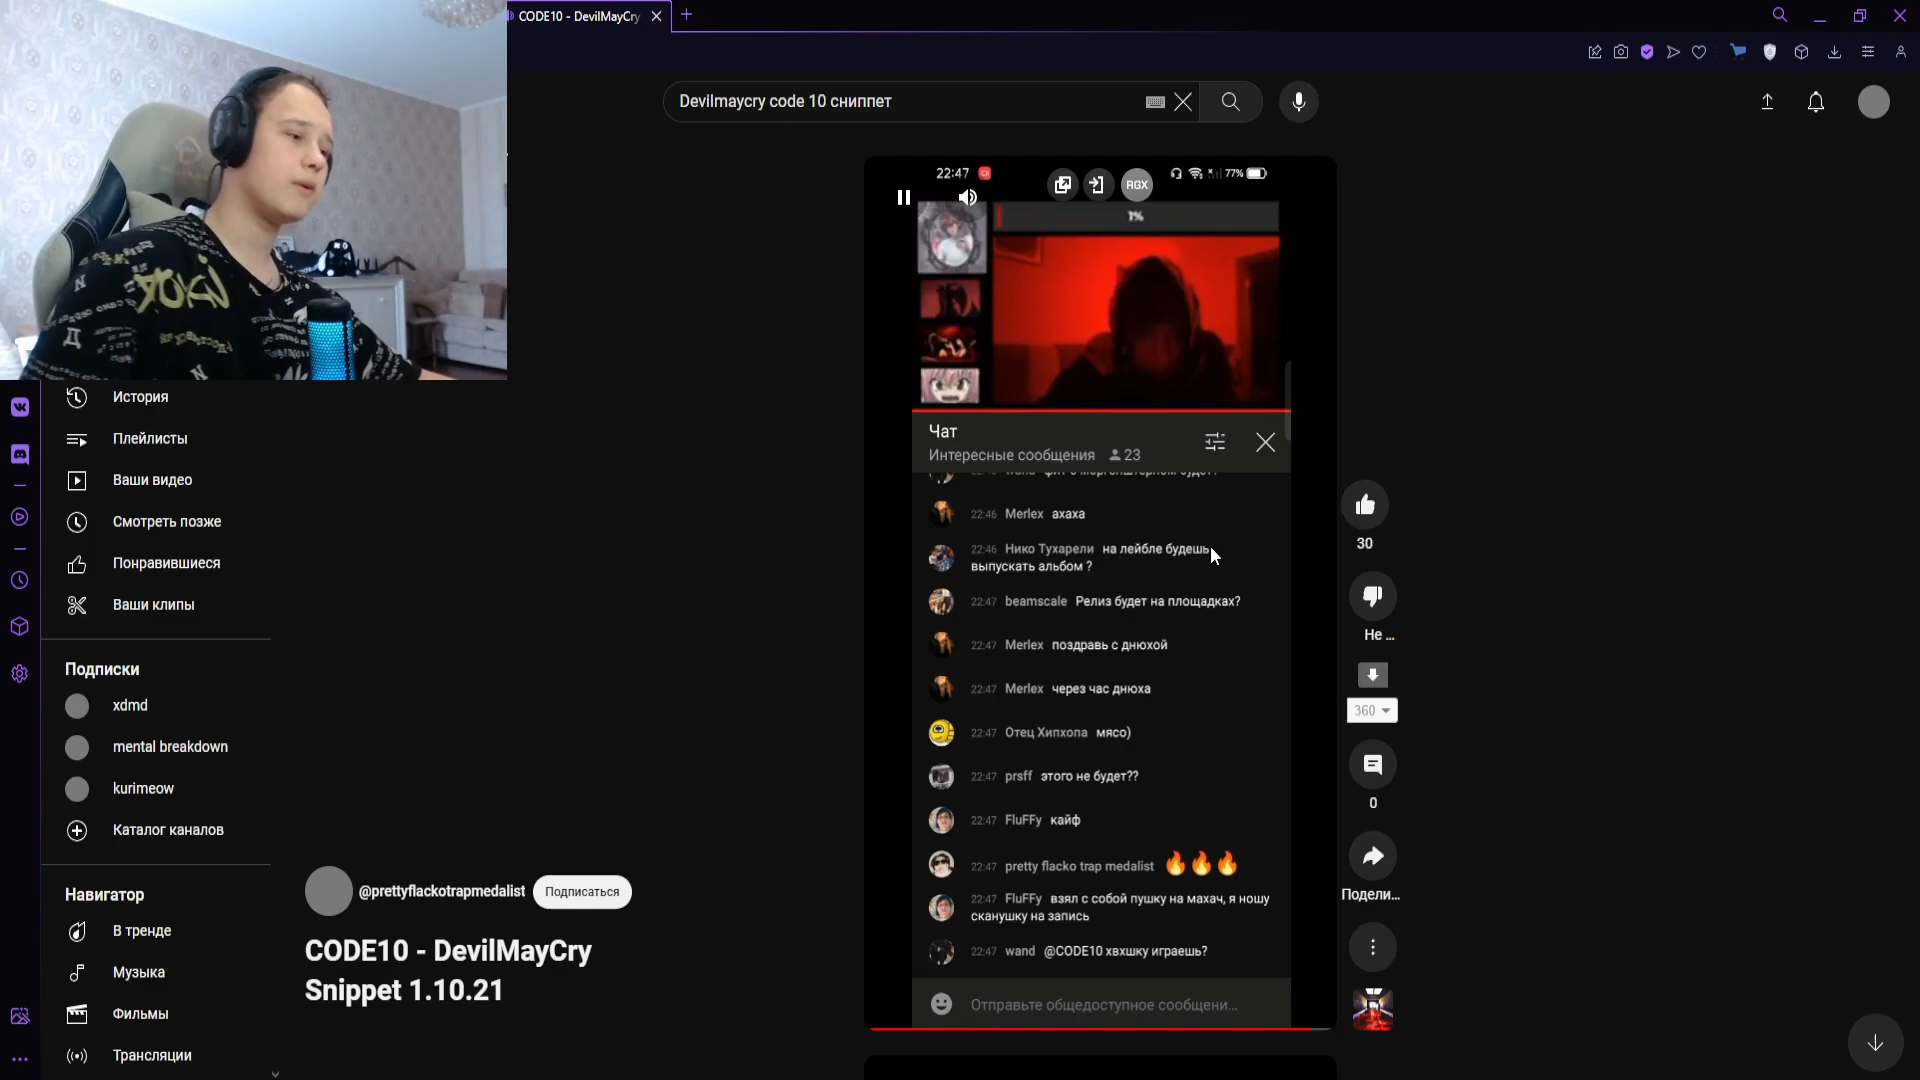 CODE10 - DevilMayCry
Devilmaycry code 10 сниппет
22:47
77%
RGX
1%
Чат
Интересные сообщения 23
22:46 Merlex ахаха
22:46 Нико Тухарели на лейбле будешь
выпускать альбом ?
22:47 beamscale Релиз будет на площадках?
22:47 Merlex поздравь с днюхой
22:47 Merlex через час днюха
22:47 Отец Хипхопа мясо)
22:47 prsff этого не будет??
22:47 FluFFy кайф
22:47 pretty flacko trap medalist 🔥🔥🔥
22:47 FluFFy взял с собой пушку на махач, я ношу
сканушку на запись
22:47 wand @CODE10 хвхшку играешь?
Отправьте общедоступное сообщени...
30
Не ...
360
0
Подели...
История
Плейлисты
Ваши видео
Смотреть позже
Понравившиеся
Ваши клипы
Подписки
xdmd
mental breakdown
kurimeow
Каталог каналов
Навигатор
В тренде
Музыка
Фильмы
Трансляции
@prettyflackotrapmedalist
Подписаться
CODE10 - DevilMayCry
Snippet 1.10.21